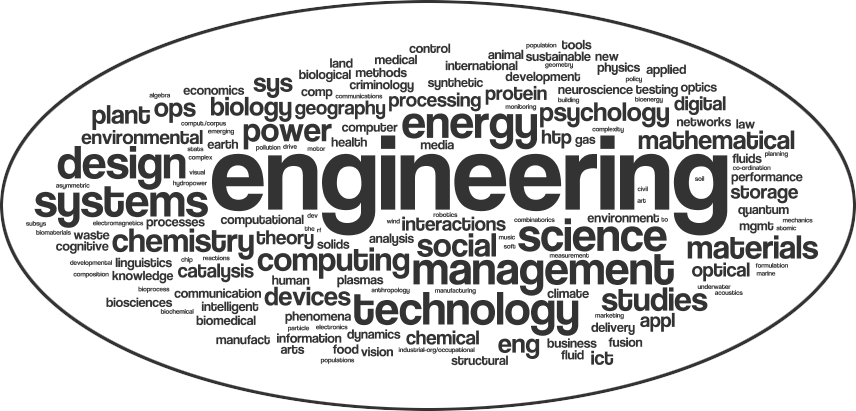 control
population tools
animal sustainable new
land medical
international geometry
physics applied
biological methods
development policy
sys criminology synthetic
neuroscience testing optics
algebra economics comp communications
processing protein building bioenergy
plant ops biology geography
monitoring psychology digital
comput/corpus power computer energy
complexity networks law
environmental emerging
earth pollution drive motor health media
htp gas mathematical
stats complex
fluids planning
design engineering
co-ordination
visual
soil performance
asymmetric hydropower
civil storage
systems art
quantum
subsys electromagnetics processes computational dev
robotics
wind interactions combinatorics environment bio
mechanics
mgmt atomic
biomaterials waste
the rf
cognitive chemistry theory solids analysis social music soft science
materials
measurement
developmental linguistics chip reactions
computing management
optical formulation marine
composition knowledge catalysis
human plasmas
underwater acoustics
bioprocess
communication devices
anthropology manufacturing
climate studies
biosciences intelligent
technology
biochemical biomedical
phenomena
marketing appl
delivery
particle electronics
manufact information dynamics chemical
eng business fusion
arts food vision industrial-org/occupational
fluid ict
populations structural